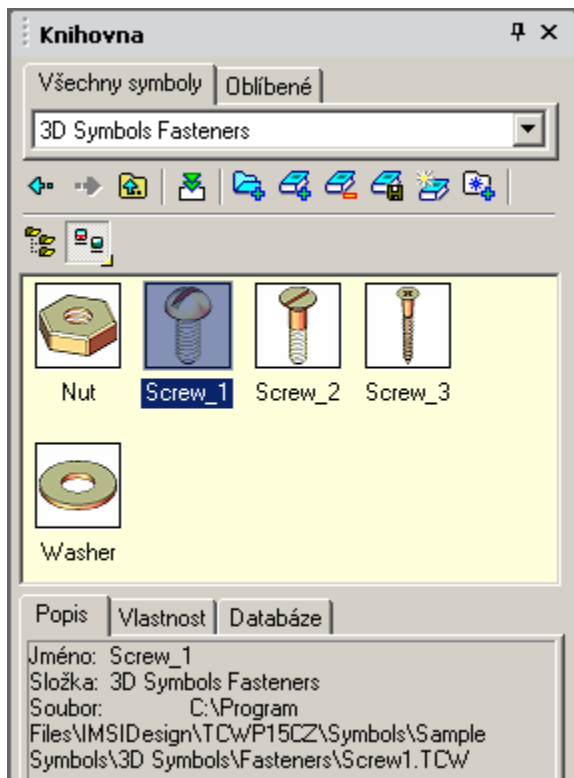 Knihovna
Všechny symboly
Oblíbené
3D Symbols Fasteners
Nut
Screw_1
Screw_2
Screw_3
Washer
Popis
Vlastnost
Databáze
Jméno: Screw_1
Složka: 3D Symbols Fasteners
Soubor: C:\Program
Files\IMSIDesign\TCWP15CZ\Symbols\Sample
Symbols\3D Symbols\Fasteners\Screw1.TCW